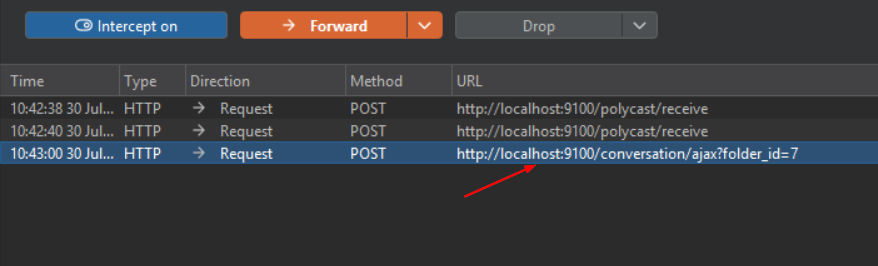 Intercept on Forward Drop
Time Type Direction Method URL
10:42:38 30 Jul... HTTP → Request POST http://localhost:9100/polycast/receive
10:42:40 30 Jul... HTTP → Request POST http://localhost:9100/polycast/receive
10:43:00 30 Jul... HTTP → Request POST http://localhost:9100/conversation/ajax?folder_id=7